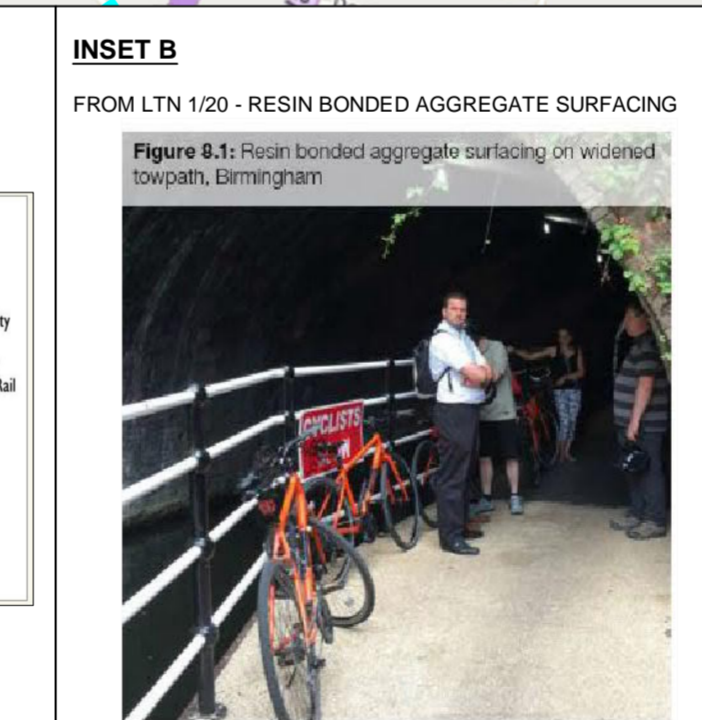 INSET B
FROM LTN 1/20 - RESIN BONDED AGGREGATE SURFACING
Figure 8.1: Resin bonded aggregate surfacing on widened
towpath, Birmingham
CYCLISTS